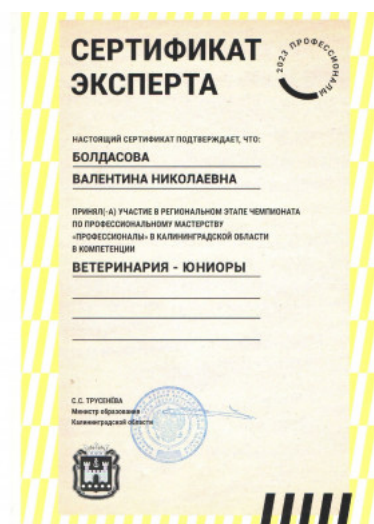 СЕРТИФИКАТ
ЭКСПЕРТА
2023 ПРОФЕССИОНАЛЫ
НАСТОЯЩИЙ СЕРТИФИКАТ ПОДТВЕРЖДАЕТ, ЧТО:
БОЛДАСОВА
ВАЛЕНТИНА НИКОЛАЕВНА
ПРИНЯЛ(-А) УЧАСТИЕ В РЕГИОНАЛЬНОМ ЭТАПЕ ЧЕМПИОНАТА
ПО ПРОФЕССИОНАЛЬНОМУ МАСТЕРСТВУ
«ПРОФЕССИОНАЛЫ» В КАЛИНИНГРАДСКОЙ ОБЛАСТИ
В КОМПЕТЕНЦИИ
ВЕТЕРИНАРИЯ - ЮНИОРЫ
С.С. ТРУСЕНЁВА
Министр образования
Калининградской области